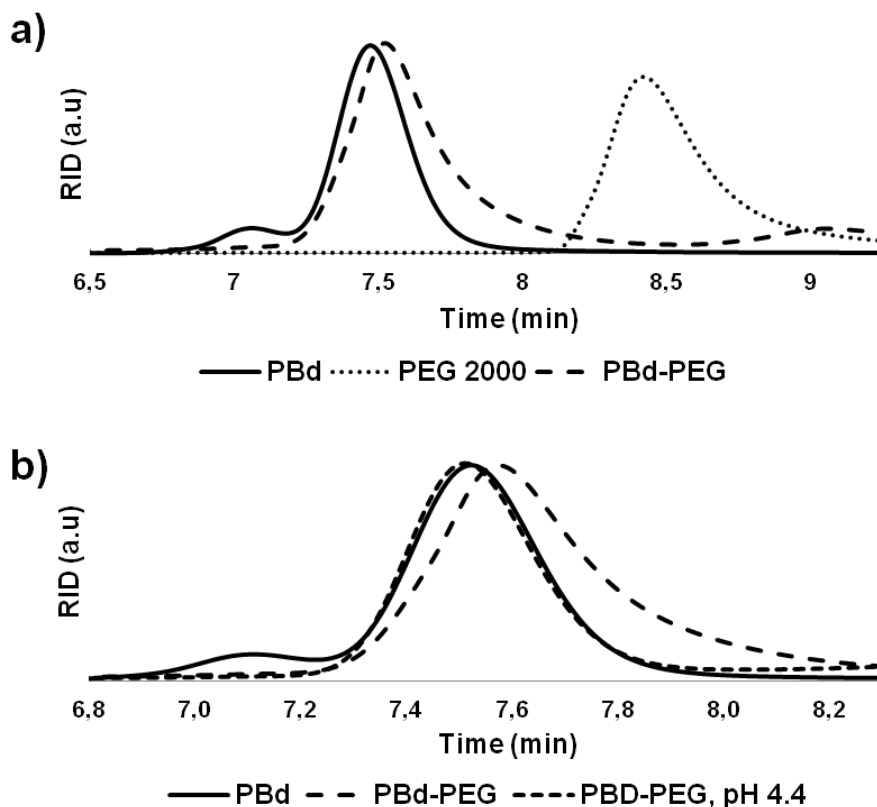 a)
RID (a.u)
6,5 7 7,5 8 8,5 9
Time (min)
PBd PEG 2000 PBd-PEG
b)
RID (a.u)
6,8 7,0 7,2 7,4 7,6 7,8 8,0 8,2
Time (min)
PBd PBd-PEG PBD-PEG, pH 4.4